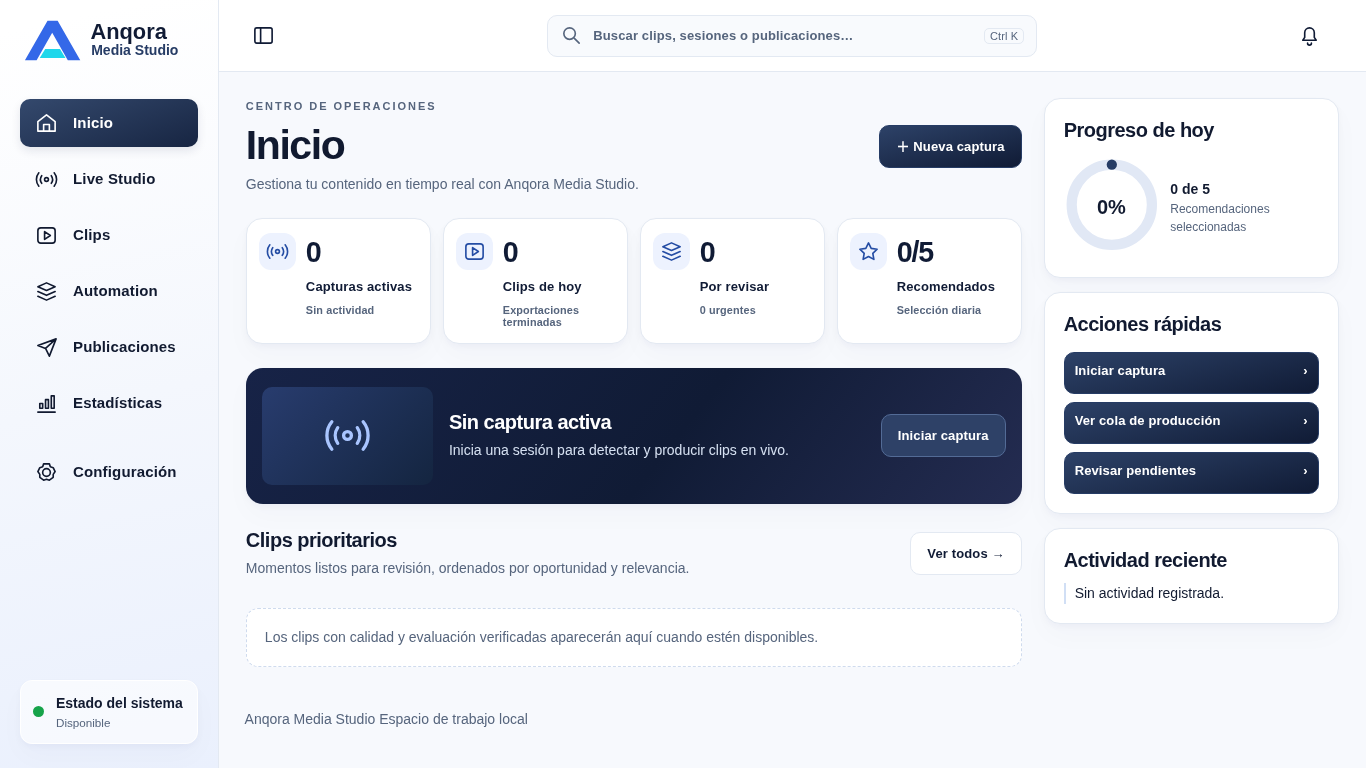 Anqora
Media Studio
Inicio
Live Studio
Clips
Automation
Publicaciones
Estadísticas
Configuración
Estado del sistema
Disponible
Buscar clips, sesiones o publicaciones…
Ctrl K
CENTRO DE OPERACIONES
Inicio
Gestiona tu contenido en tiempo real con Anqora Media Studio.
+ Nueva captura
0
Capturas activas
Sin actividad
0
Clips de hoy
Exportaciones
terminadas
0
Por revisar
0 urgentes
0/5
Recomendados
Selección diaria
Sin captura activa
Inicia una sesión para detectar y producir clips en vivo.
Iniciar captura
Clips prioritarios
Momentos listos para revisión, ordenados por oportunidad y relevancia.
Ver todos →
Los clips con calidad y evaluación verificadas aparecerán aquí cuando estén disponibles.
Anqora Media Studio Espacio de trabajo local
Progreso de hoy
0%
0 de 5
Recomendaciones
seleccionadas
Acciones rápidas
Iniciar captura ›
Ver cola de producción ›
Revisar pendientes ›
Actividad reciente
Sin actividad registrada.